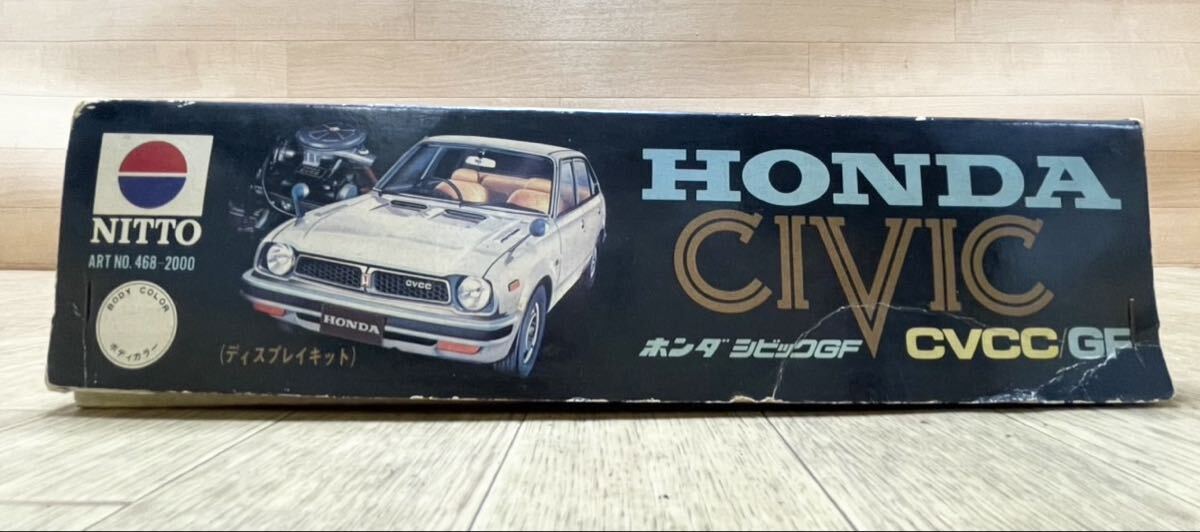 NITTO
ART NO. 468-2000
BODY COLOR
ボディカラー
(ディスプレイキット)
CVCC
HONDA
HONDA
CIVIC
ホンダ シビックGF
CVCC/GF